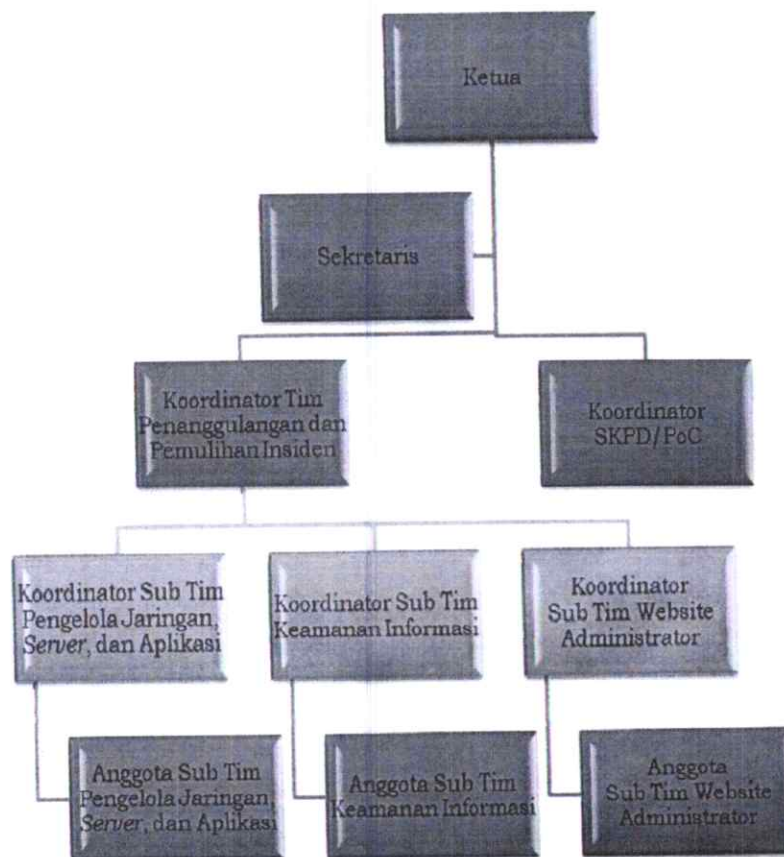 Ketua
Sekretaris
Koordinator Tim
Penanggulangan dan
Pemulihan Insiden
Koordinator
SKPD/PoC
Koordinator Sub Tim
Pengelola Jaringan,
Server, dan Aplikasi
Koordinator Sub Tim
Keamanan Informasi
Koordinator
Sub Tim Website
Administrator
Anggota Sub Tim
Pengelola Jaringan,
Server, dan Aplikasi
Anggota Sub Tim
Keamanan Informasi
Anggota
Sub Tim Website
Administrator